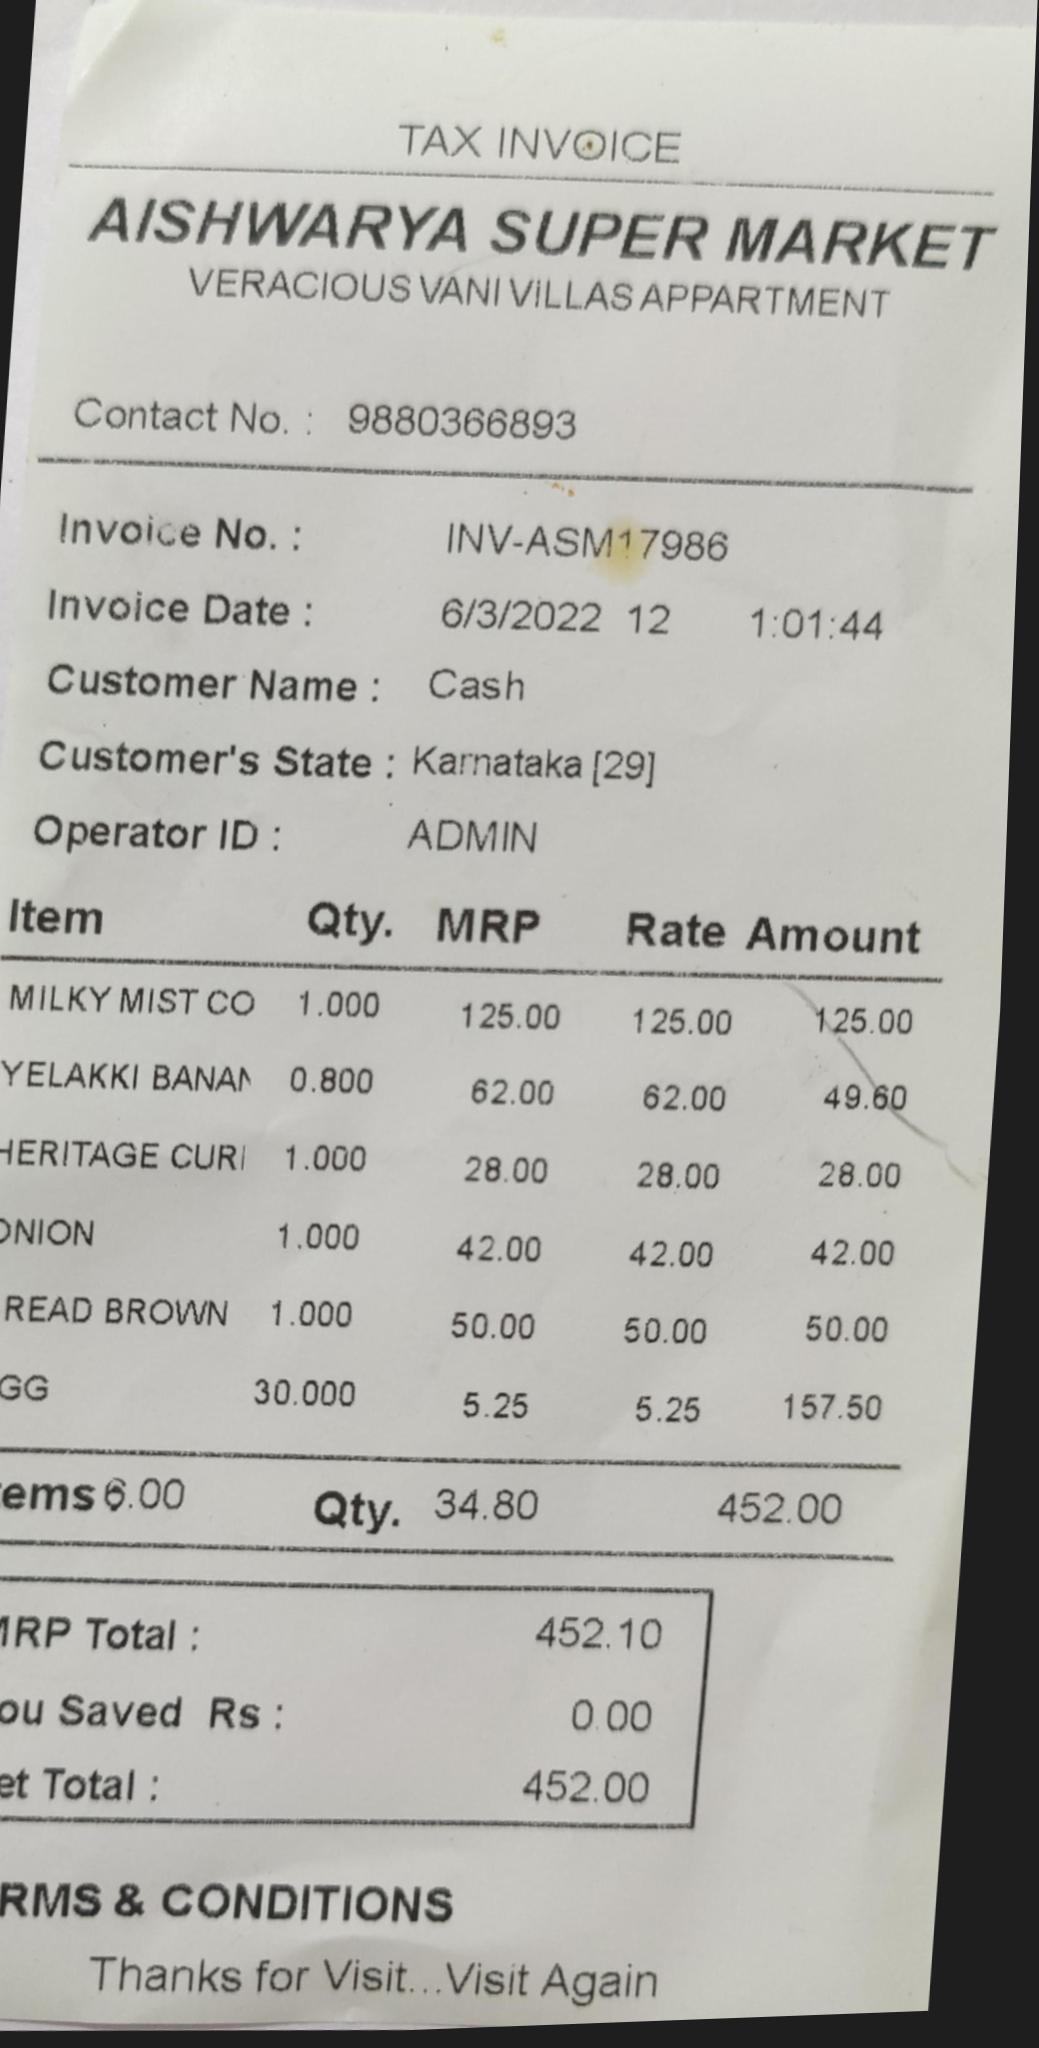 TAX INVOICE
AISHWARYA SUPER MARKET
VERACIOUS VANI VILLAS APPARTMENT
Contact No. : 9880366893
Invoice No. : INV-ASM17986
Invoice Date : 6/3/2022 12 1:01:44
Customer Name : Cash
Customer's State : Karnataka [29]
Operator ID : ADMIN
Item Qty. MRP Rate Amount
MILKY MIST CO 1.000 125.00 125.00 125.00
YELAKKI BANAN 0.800 62.00 62.00 49.60
HERITAGE CUR 1.000 28.00 28.00 28.00
ONION 1.000 42.00 42.00 42.00
READ BROWN 1.000 50.00 50.00 50.00
GG 30.000 5.25 5.25 157.50
ems 6.00 Qty. 34.80 452.00
MRP Total : 452.10
ou Saved Rs : 0.00
et Total : 452.00
RMS & CONDITIONS
Thanks for Visit...Visit Again